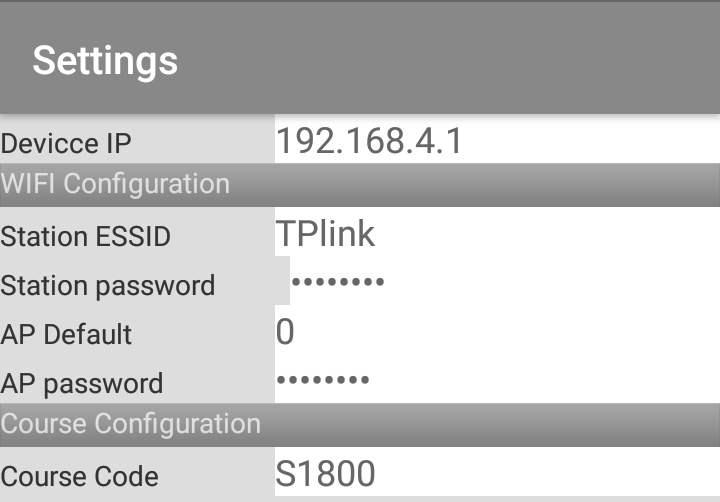 Settings
Devicce IP 192.168.4.1
WIFI Configuration
Station ESSID TPlink
Station password ••••••••
AP Default 0
AP password ••••••••
Course Configuration
Course Code S1800